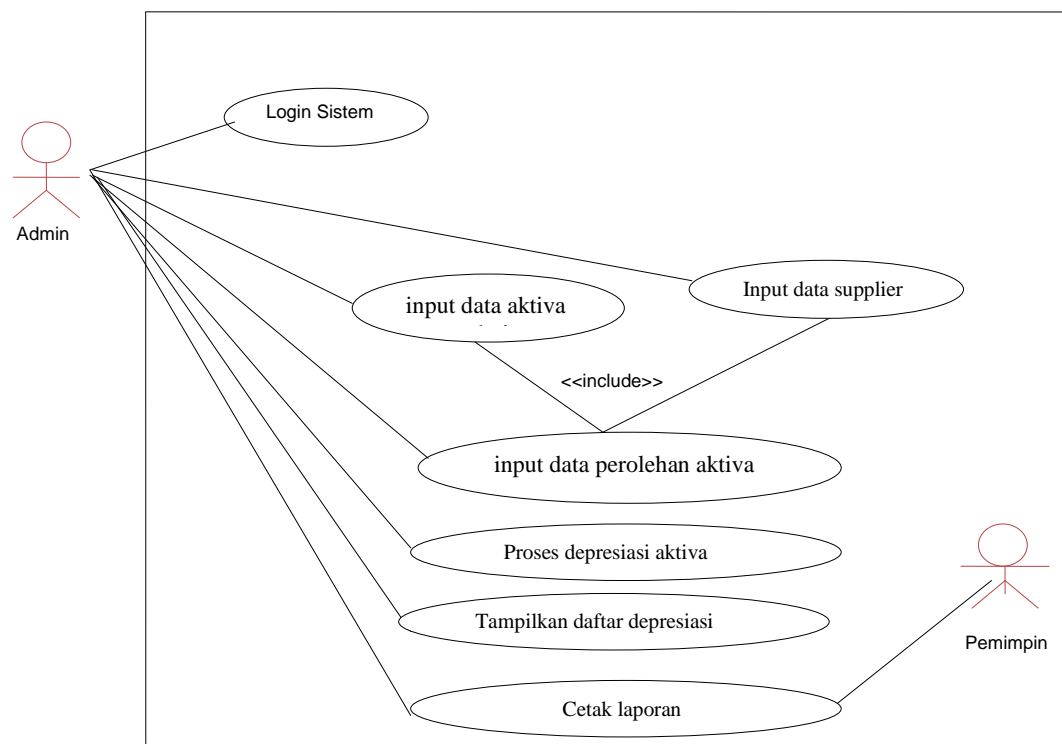 Login Sistem
Admin
input data aktiva
Input data supplier
<<include>>
input data perolehan aktiva
Proses depresiasi aktiva
Tampilkan daftar depresiasi
Pemimpin
Cetak laporan